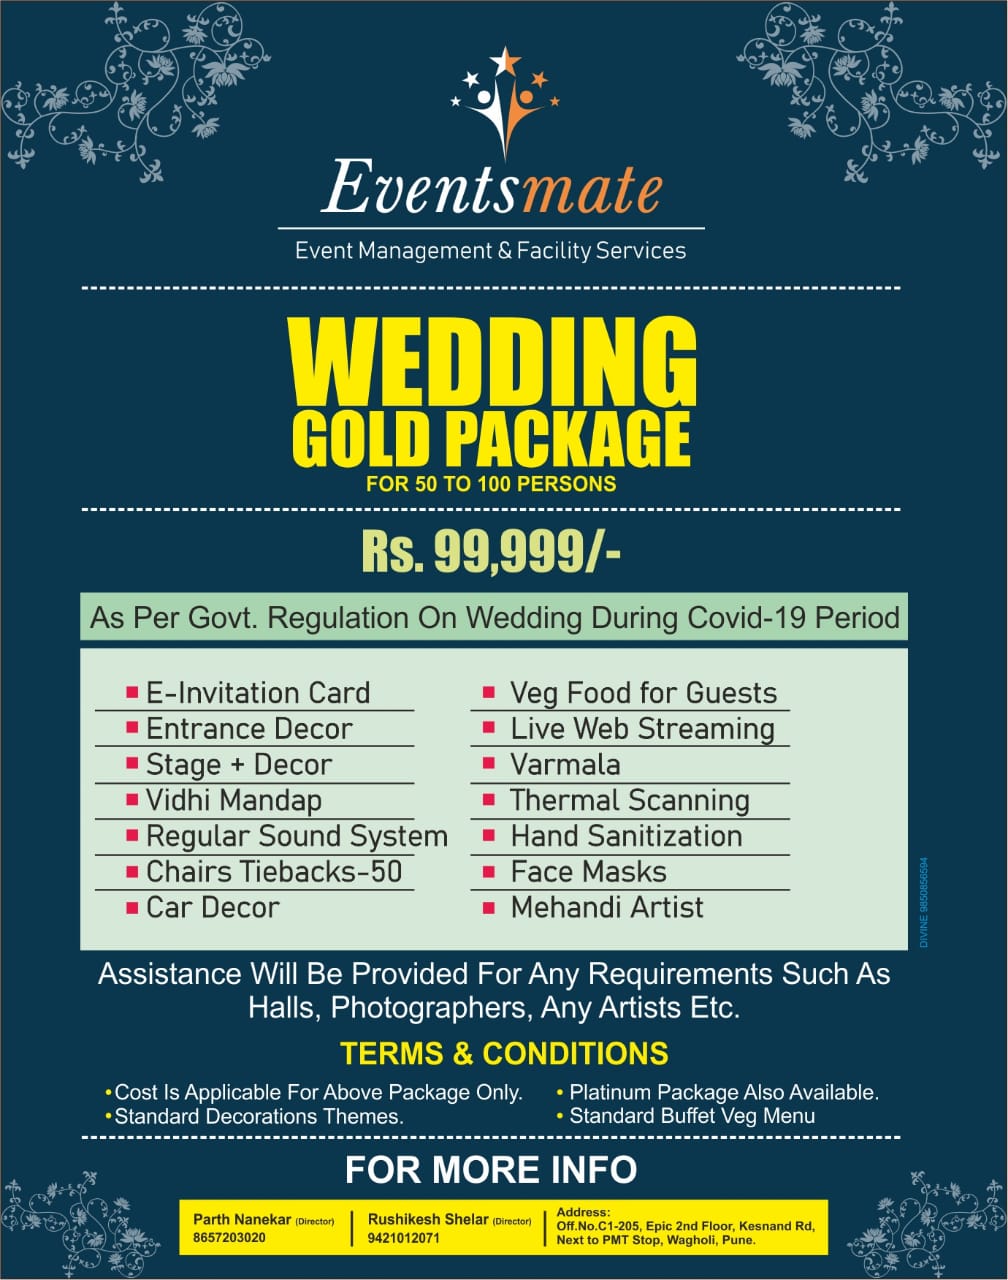 Eventsmate
Event Management & Facility Services
WEDDING
GOLD PACKAGE
FOR 50 TO 100 PERSONS
Rs. 99,999/-
As Per Govt. Regulation On Wedding During Covid-19 Period
E-Invitation Card
Entrance Decor
Stage + Decor
Vidhi Mandap
Regular Sound System
Chairs Tiebacks-50
Car Decor
Veg Food for Guests
Live Web Streaming
Varmala
Thermal Scanning
Hand Sanitization
Face Masks
Mehandi Artist
DIVINE 9850856594
Assistance Will Be Provided For Any Requirements Such As
Halls, Photographers, Any Artists Etc.
TERMS & CONDITIONS
• Cost Is Applicable For Above Package Only.
• Standard Decorations Themes.
• Platinum Package Also Available.
• Standard Buffet Veg Menu
FOR MORE INFO
Parth Nanekar (Director)
8657203020
Rushikesh Shelar (Director)
9421012071
Address:
Off.No.C1-205, Epic 2nd Floor, Kesnand Rd,
Next to PMT Stop, Wagholi, Pune.